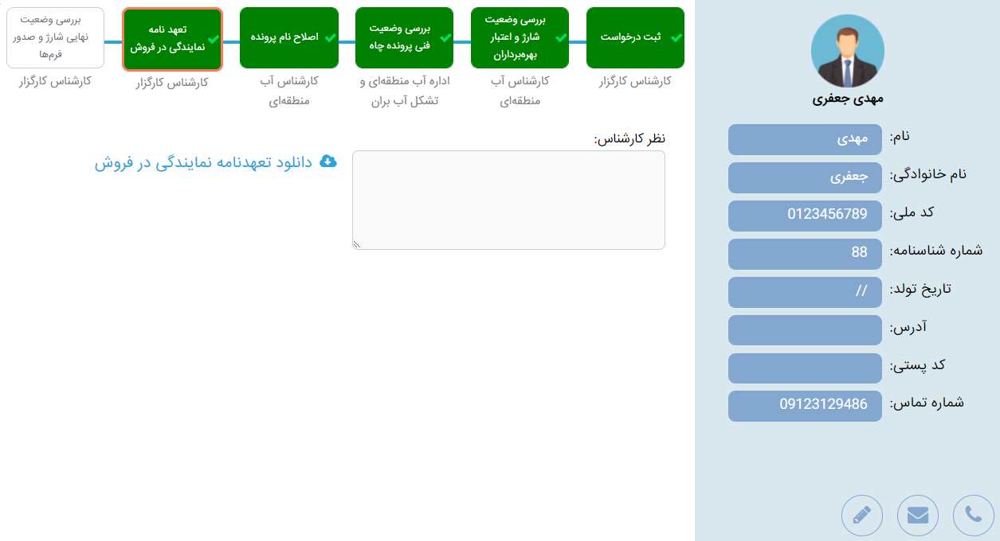 ثبت درخواست
کارشناس کارگزار
بررسی وضعیت
شارژ و اعتبار
بهره‌برداران
کارشناس آب
منطقه‌ای
بررسی وضعیت
فنی پرونده چاه
اداره آب منطقه‌ای و
تشکل آب بران
اصلاح نام پرونده
کارشناس آب
منطقه‌ای
تعهد نامه
نمایندگی در فروش
کارشناس کارگزار
بررسی وضعیت
نهایی شارژ و صدور
فرم‌ها
کارشناس کارگزار
مهدی جعفری
نام: مهدی
نام خانوادگی: جعفری
کد ملی: 0123456789
شماره شناسنامه: 88
تاریخ تولد: //
آدرس:
کد پستی:
شماره تماس: 09123129486
نظر کارشناس:
دانلود تعهدنامه نمایندگی در فروش